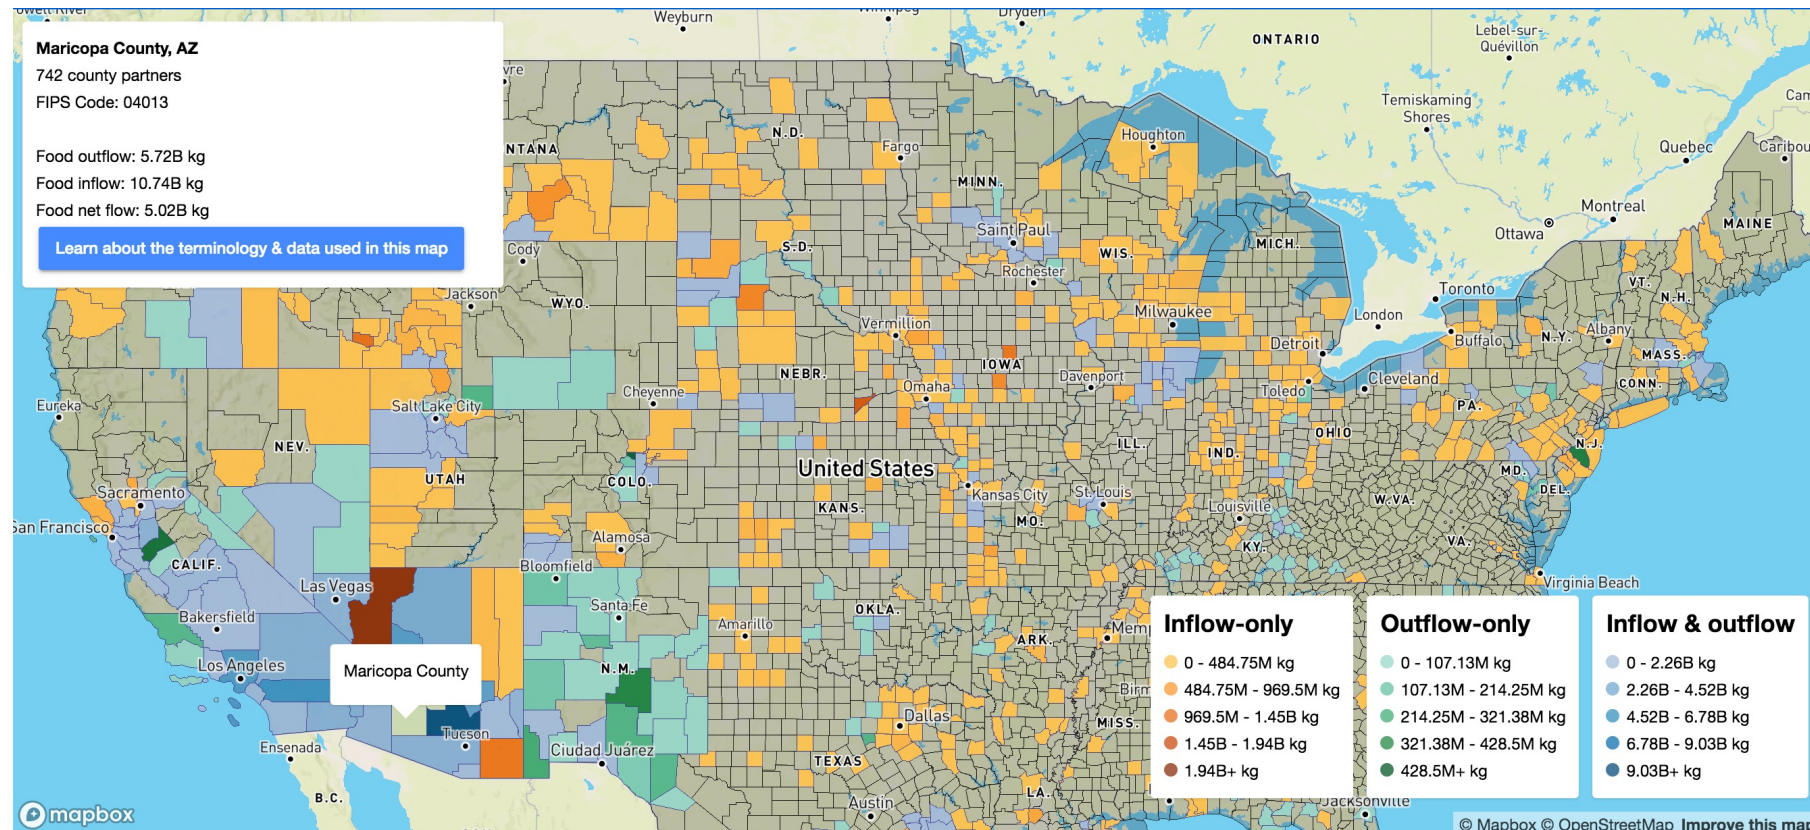 Maricopa County, AZ
742 county partners
FIPS Code: 04013
Food outflow: 5.72B kg
Food inflow: 10.74B kg
Food net flow: 5.02B kg
Learn about the terminology & data used in this map
Weyburn
Winnipeg
Dryden
ONTARIO
Lebel-sur-
Quévillon
Temiskaming
Shores
Quebec
Caribou
Montreal
Ottawa
MAINE
Houghton
N.D.
Fargo
MINN.
Saint Paul
Rochester
WIS.
MICH.
S.D.
Cody
Jackson
WYO.
Toronto
VT.
N.H.
London
Milwaukee
Vermillion
Detroit
Buffalo
N.Y.
Albany
MASS.
IOWA
NEBR.
Davenport
Omaha
Cheyenne
Toledo
Cleveland
CONN.
Eureka
Salt Lake City
PA.
NEV.
ILL.
IND.
OHIO
N.J.
United States
UTAH
COLO.
MD.
DEL.
Sacramento
Kansas City
St. Louis
W.VA.
San Francisco
KANS.
MO.
Louisville
Alamosa
VA.
KY.
CALIF.
Bloomfield
Las Vegas
Virginia Beach
Bakersfield
Santa Fe
OKLA.
Amarillo
ARK.
Los Angeles
Maricopa County
N.M.
Tucson
Dallas
MISS.
Ensenada
Ciudad Juárez
TEXAS
B.C.
LA.
Austin
Jacksonville
Inflow-only
0 - 484.75M kg
484.75M - 969.5M kg
969.5M - 1.45B kg
1.45B - 1.94B kg
1.94B+ kg
Outflow-only
0 - 107.13M kg
107.13M - 214.25M kg
214.25M - 321.38M kg
321.38M - 428.5M kg
428.5M+ kg
Inflow & outflow
0 - 2.26B kg
2.26B - 4.52B kg
4.52B - 6.78B kg
6.78B - 9.03B kg
9.03B+ kg
mapbox
© Mapbox © OpenStreetMap Improve this map